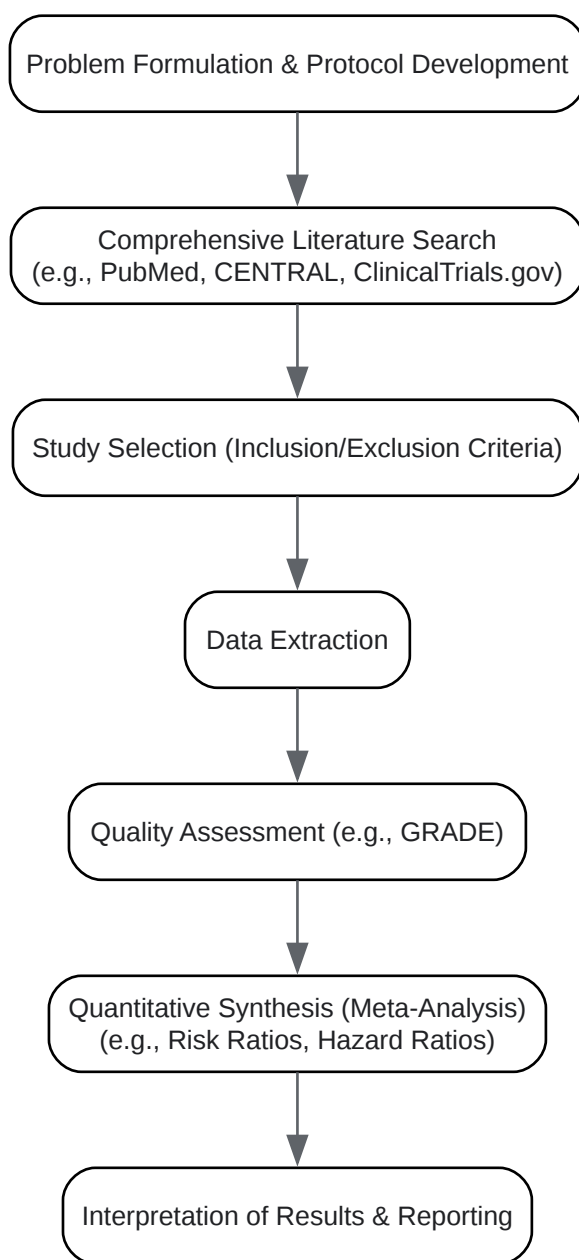 Problem Formulation & Protocol Development
Comprehensive Literature Search
(e.g., PubMed, CENTRAL, ClinicalTrials.gov)
Study Selection (Inclusion/Exclusion Criteria)
Data Extraction
Quality Assessment (e.g., GRADE)
Quantitative Synthesis (Meta-Analysis)
(e.g., Risk Ratios, Hazard Ratios)
Interpretation of Results & Reporting